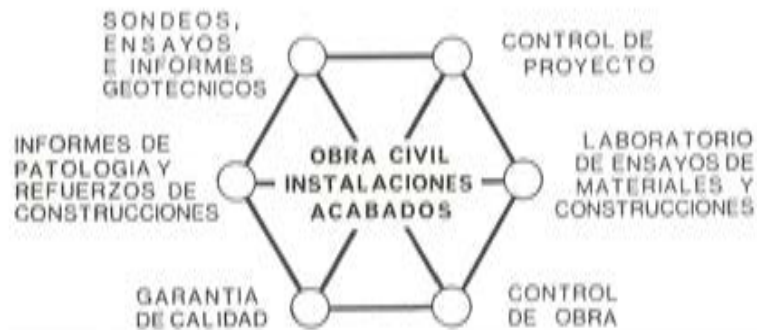 SONDEOS,
ENSAYOS
E INFORMES
GEOTECNICOS
CONTROL DE
PROYECTO
INFORMES DE
PATOLOGIA Y
REFUERZOS DE
CONSTRUCCIONES
OBRA CIVIL
INSTALACIONES
ACABADOS
LABORATORIO
DE ENSAYOS DE
MATERIALES Y
CONSTRUCCIONES
GARANTIA
DE CALIDAD
CONTROL
DE OBRA